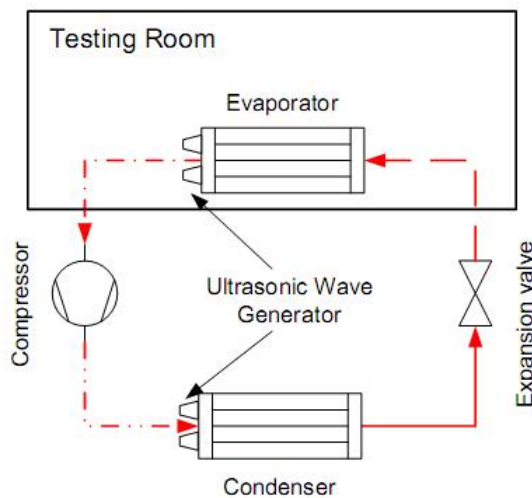 Testing Room
Evaporator
Compressor
Ultrasonic Wave
Generator
Expansion valve
Condenser